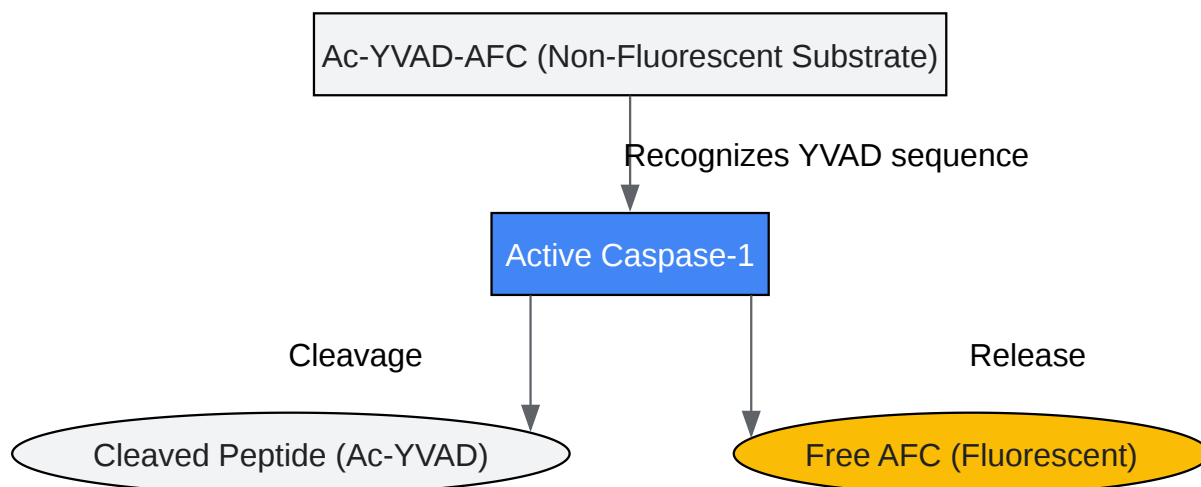 Ac-YVAD-AFC (Non-Fluorescent Substrate)
Recognizes YVAD sequence
Active Caspase-1
Cleavage
Release
Cleaved Peptide (Ac-YVAD)
Free AFC (Fluorescent)